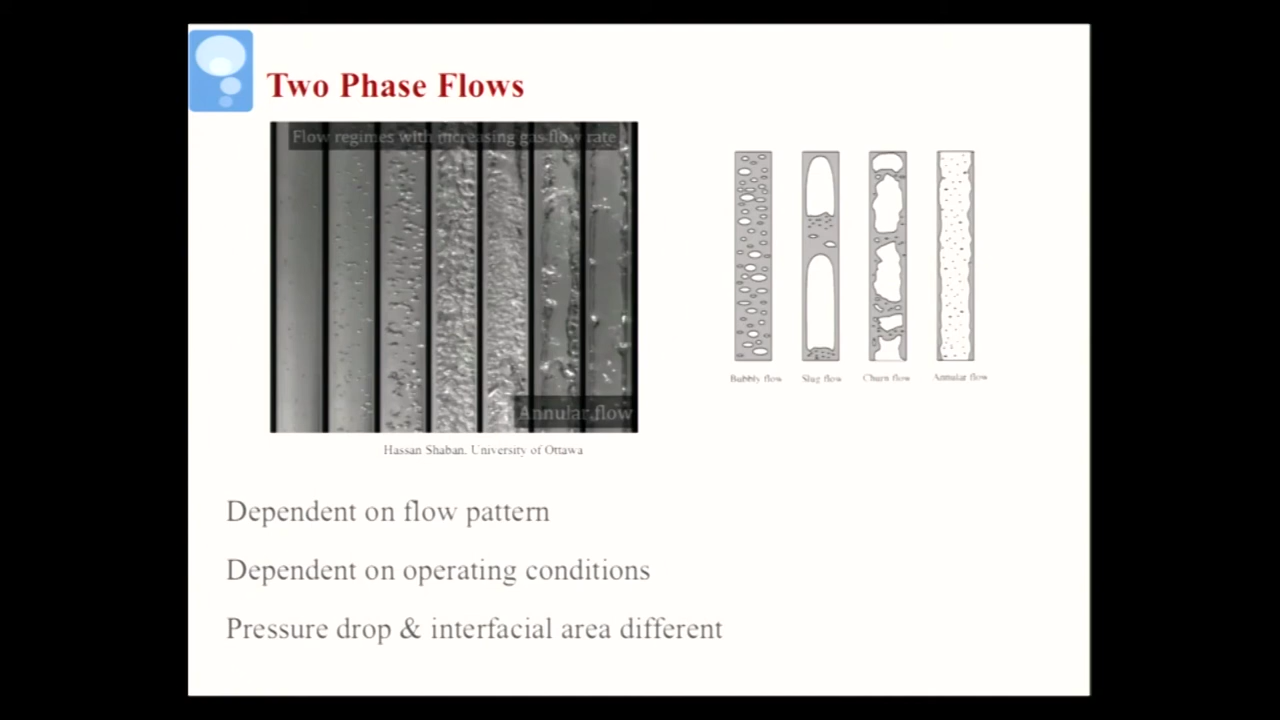 Two Phase Flows
Flow regimes with increasing gas flow rate
Annular flow
Bubbly flow
Slug flow
Churn flow
Annular flow
Hassan Shaban, University of Ottawa
Dependent on flow pattern
Dependent on operating conditions
Pressure drop & interfacial area different